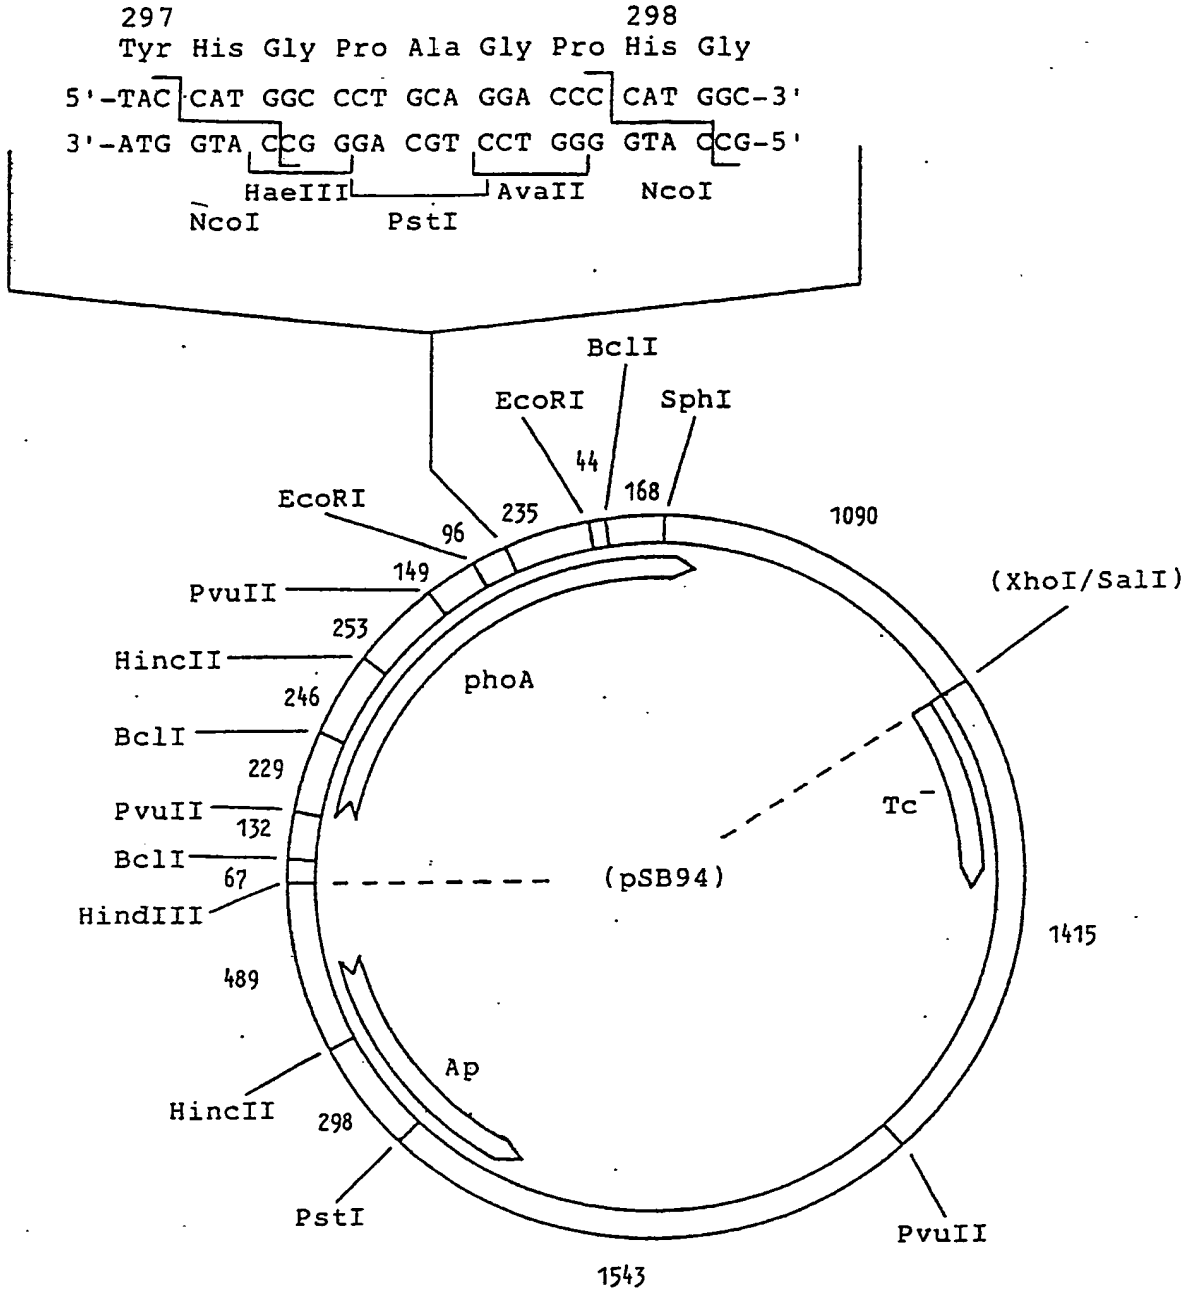 297 298
Tyr His Gly Pro Ala Gly Pro His Gly
5'-TAC CAT GGC CCT GCA GGA CCC CAT GGC-3'
3'-ATG GTA CCG GGA CGT CCT GGG GTA CCG-5'
HaeIII AvaII NcoI
NcoI PstI
BclI
EcoRI SphI
44
EcoRI 235 168 1090
96
149
PvuII (XhoI/SalI)
253
HincII
phoA
246
BclI
229
Tc⁻
PvuII
132
BclI
67 (pSB94)
HindIII
1415
489
Ap
HincII
298
PstI
PvuII
1543